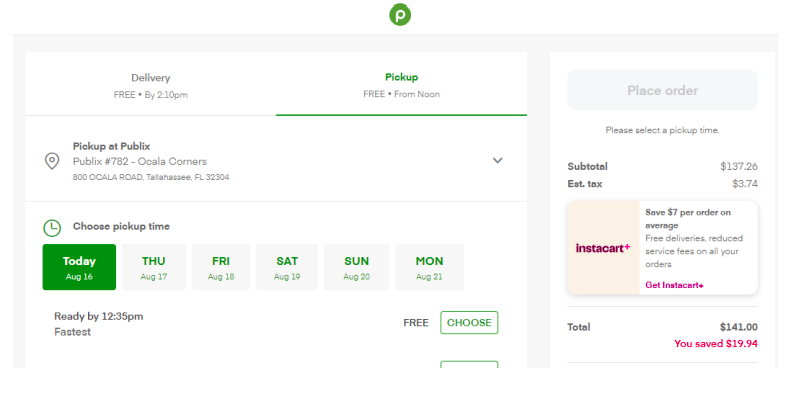 p
Delivery
FREE • By 2:10pm
Pickup
FREE • From Noon
Pickup at Publix
Publix #782 - Ocala Corners
800 OCALA ROAD, Tallahassee, FL 32304
Choose pickup time
Today
Aug 16
THU
Aug 17
FRI
Aug 18
SAT
Aug 19
SUN
Aug 20
MON
Aug 21
Ready by 12:35pm
Fastest
FREE
CHOOSE
Place order
Please select a pickup time.
Subtotal $137.26
Est. tax $3.74
instacart+
Save $7 per order on
average
Free deliveries, reduced
service fees on all your
orders
Get Instacart+
Total $141.00
You saved $19.94